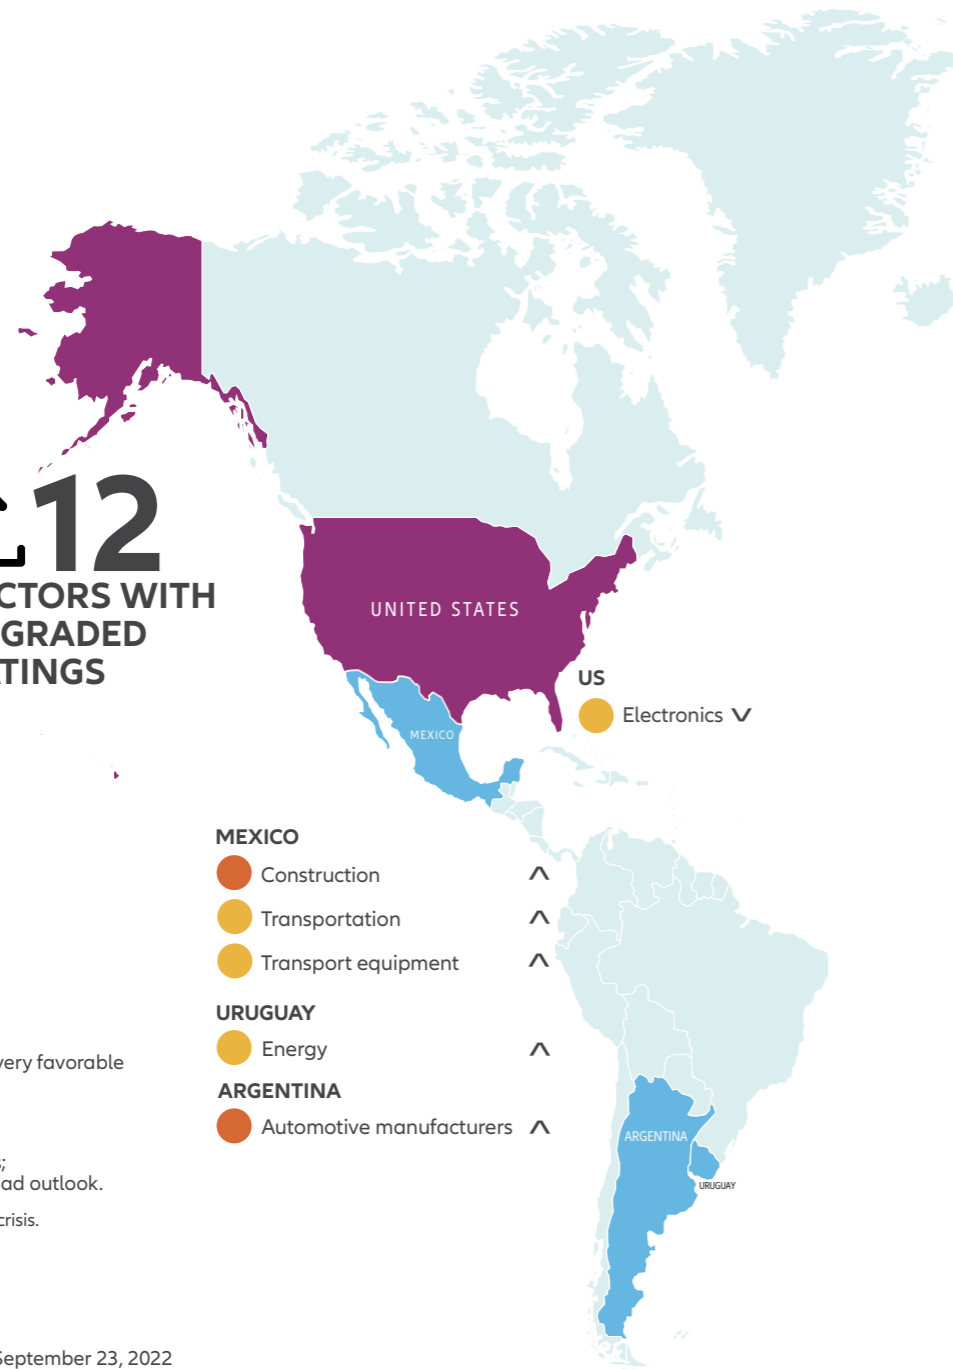 12
CTORS WITH
GRADED
TINGS
UNITED STATES
US
Electronics
MEXICO
MEXICO
Construction
Transportation
Transport equipment
URUGUAY
Energy
ARGENTINA
Automotive manufacturers
ARGENTINA
URUGUAY
very favorable
;
ad outlook.
crisis.
September 23, 2022